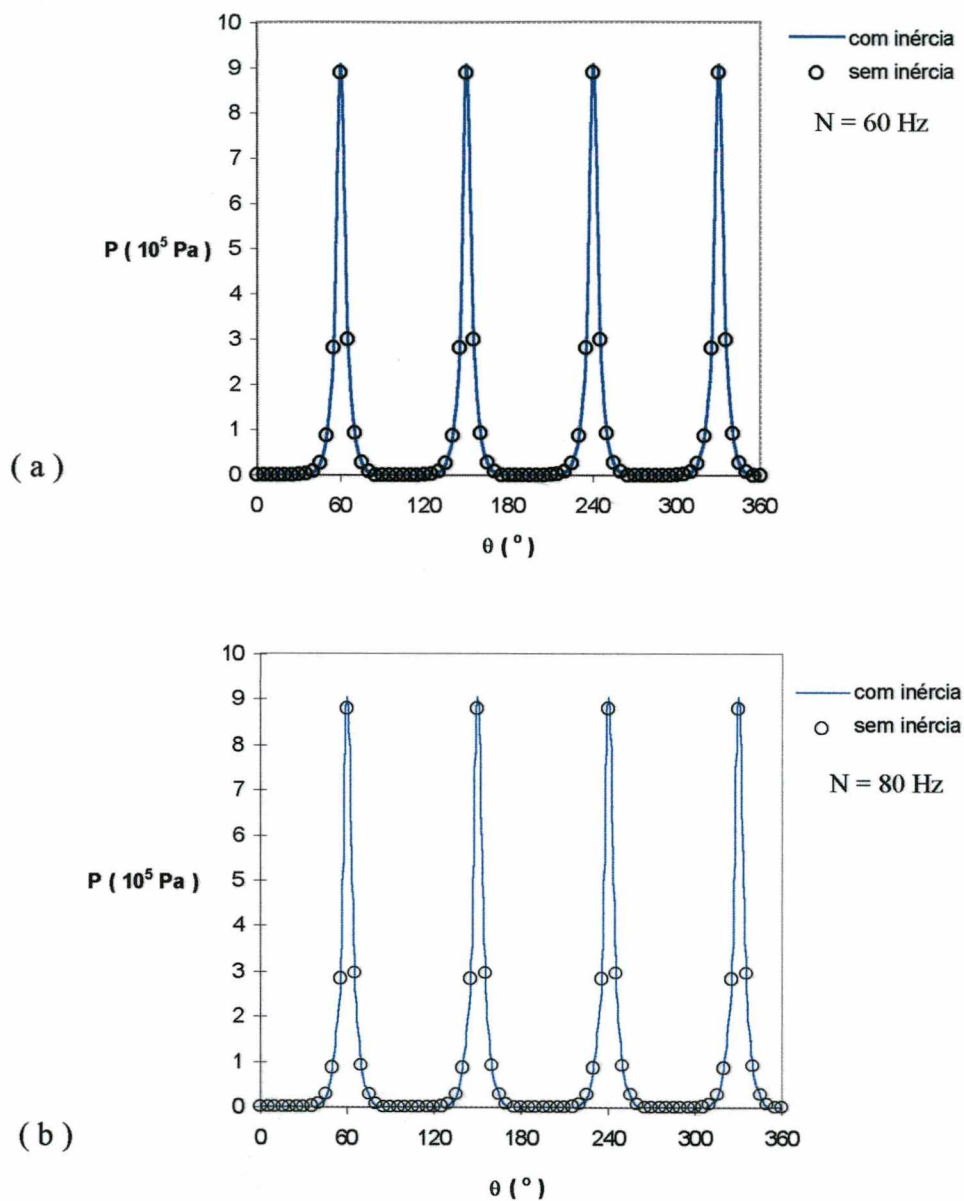 10
9
8
7
6
P ( 10⁵ Pa )
5
4
3
2
1
0
0 60 120 180 240 300 360
θ ( º )
com inércia
sem inércia
N = 60 Hz
( a )
10
9
8
7
6
P ( 10⁵ Pa )
5
4
3
2
1
0
0 60 120 180 240 300 360
θ ( º )
com inércia
sem inércia
N = 80 Hz
( b )